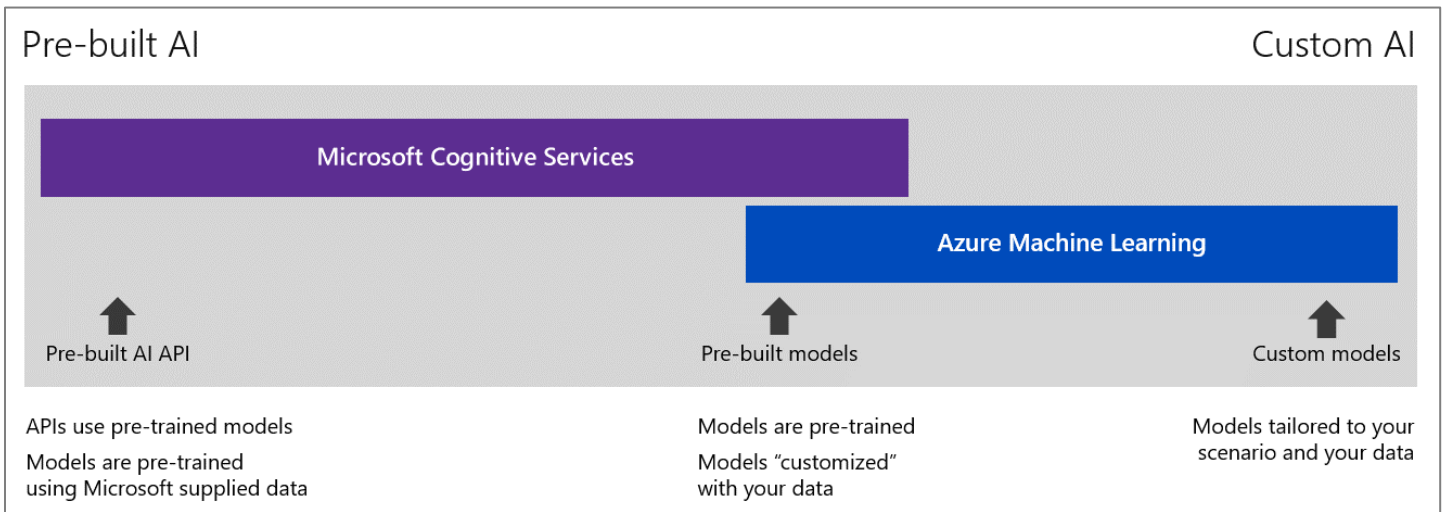 Pre-built AI
Custom AI
Microsoft Cognitive Services
Azure Machine Learning
Pre-built AI API
Pre-built models
Custom models
APIs use pre-trained models
Models are pre-trained
using Microsoft supplied data
Models are pre-trained
Models “customized”
with your data
Models tailored to your
scenario and your data